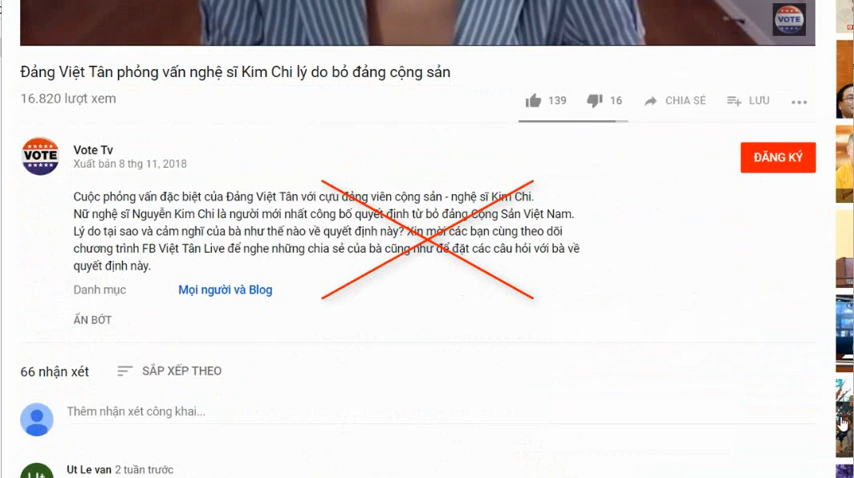 VOTE
Đảng Việt Tân phỏng vấn nghệ sĩ Kim Chi lý do bỏ đảng cộng sản
16.820 lượt xem
139
16
CHIA SẺ
LƯU
VOTE
Vote Tv
Xuất bản 8 thg 11, 2018
ĐĂNG KÝ
Cuộc phỏng vấn đặc biệt của Đảng Việt Tân với cựu đảng viên cộng sản - nghệ sĩ Kim Chi.
Nữ nghệ sĩ Nguyễn Kim Chi là người mới nhất công bố quyết định từ bỏ đảng Cộng Sản Việt Nam.
Lý do tại sao và cảm nghĩ của bà như thế nào về quyết định này? Xin mời các bạn cùng theo dõi
chương trình FB Việt Tân Live để nghe những chia sẻ của bà cũng như để đặt các câu hỏi với bà về
quyết định này.
Danh mục
Mọi người và Blog
ẨN BỚT
66 nhận xét
SẮP XẾP THEO
Thêm nhận xét công khai...
Ut Le van 2 tuần trước
Ut